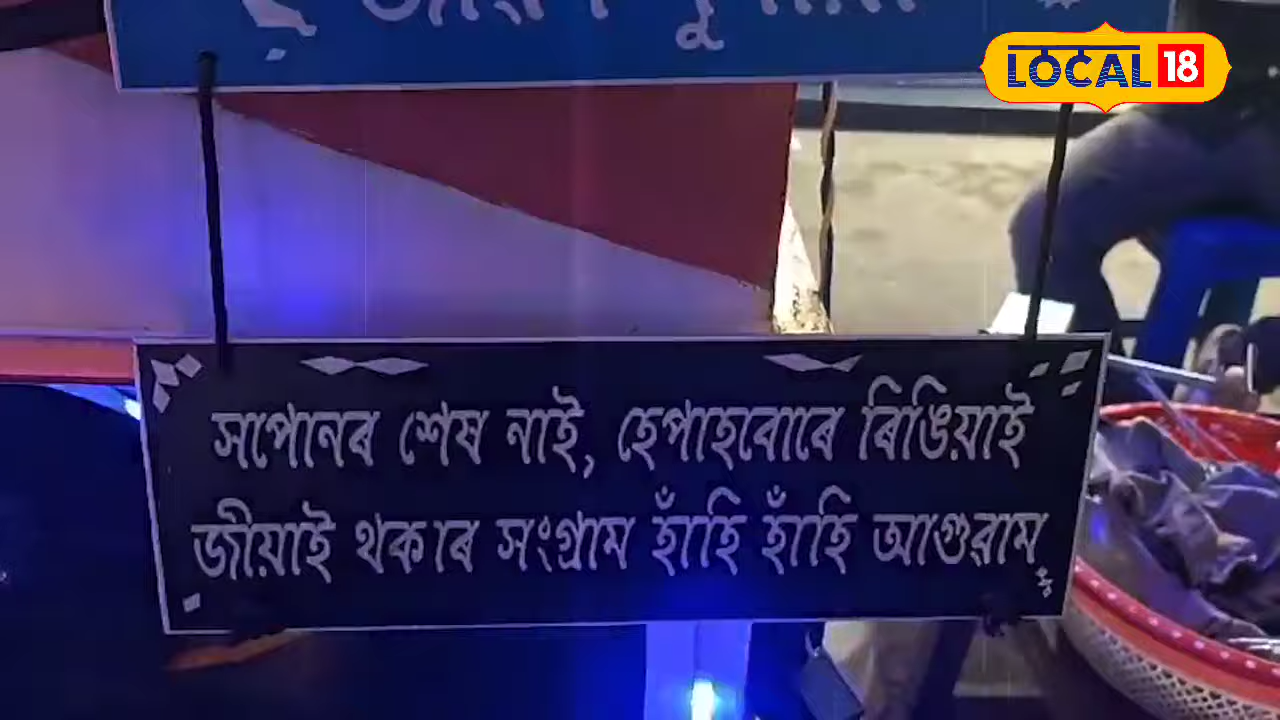 LOCAL 18
সপোনৰ শেষ নাই, হেপাহবোৰে ৰিঙিয়াই
জীয়াই থকাৰ সংগ্ৰাম হাঁহি হাঁহি আগুৱাম